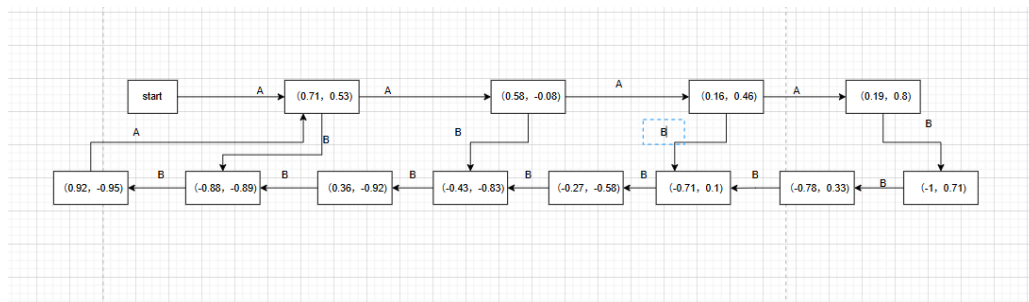 A
A
A
A
start
(0.71, 0.53)
(0.58, -0.08)
(0.16, 0.46)
(0.19, 0.8)
A
B
B
B
B
B
B
B
B
B
B
B
(0.92, -0.95)
(-0.88, -0.89)
(0.36, -0.92)
(-0.43, -0.83)
(-0.27, -0.58)
(-0.71, 0.1)
(-0.78, 0.33)
(-1, 0.71)